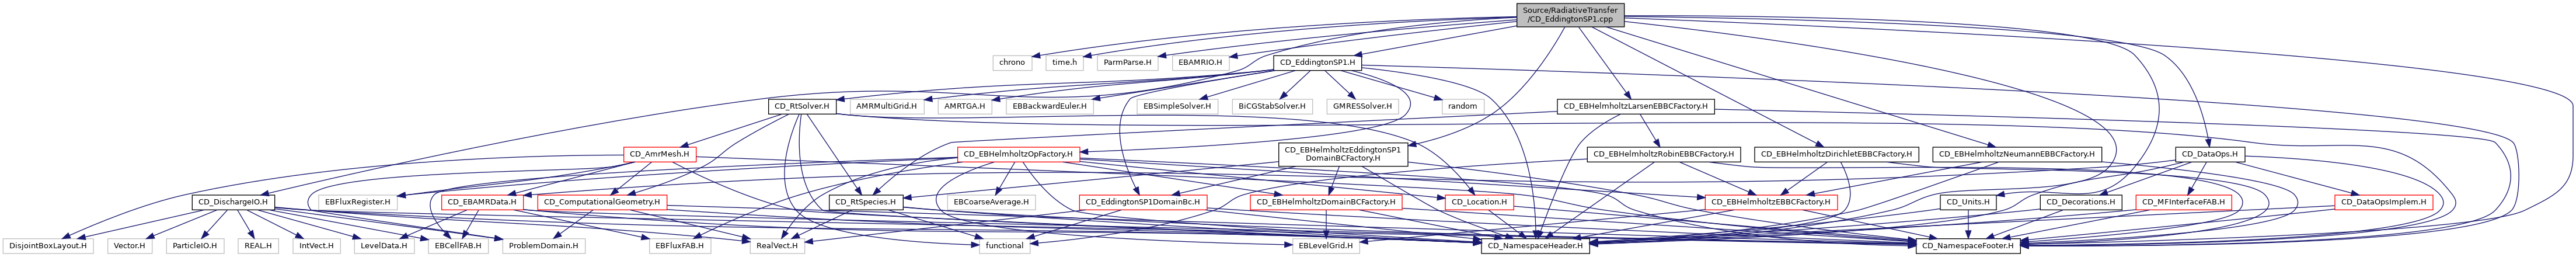 Source/RadiativeTransfer
/CD_EddingtonSP1.cpp
chrono
time.h
ParmParse.H
EBAMRIO.H
CD_EddingtonSP1.H
CD_RtSolver.H
AMRMultiGrid.H
AMRTGA.H
EBBackwardEuler.H
EBSimpleSolver.H
BiCGStabSolver.H
GMRESSolver.H
random
CD_EBHelmholtzLarsenEBBCFactory.H
CD_AmrMesh.H
CD_EBHelmholtzOpFactory.H
CD_EBHelmholtzEddingtonSP1
DomainBCFactory.H
CD_EBHelmholtzRobinEBBCFactory.H
CD_EBHelmholtzDirichletEBBCFactory.H
CD_EBHelmholtzNeumannEBBCFactory.H
CD_DataOps.H
CD_DischargeIO.H
EBFluxRegister.H
CD_EBAMRData.H
CD_ComputationalGeometry.H
CD_RtSpecies.H
EBCoarseAverage.H
CD_EddingtonSP1DomainBc.H
CD_EBHelmholtzDomainBCFactory.H
CD_Location.H
CD_EBHelmholtzEBBCFactory.H
CD_Units.H
CD_Decorations.H
CD_MFInterfaceFAB.H
CD_DataOpsImplem.H
DisjointBoxLayout.H
Vector.H
ParticleIO.H
REAL.H
IntVect.H
LevelData.H
EBCellFAB.H
ProblemDomain.H
EBFluxFAB.H
RealVect.H
functional
EBLevelGrid.H
CD_NamespaceHeader.H
CD_NamespaceFooter.H